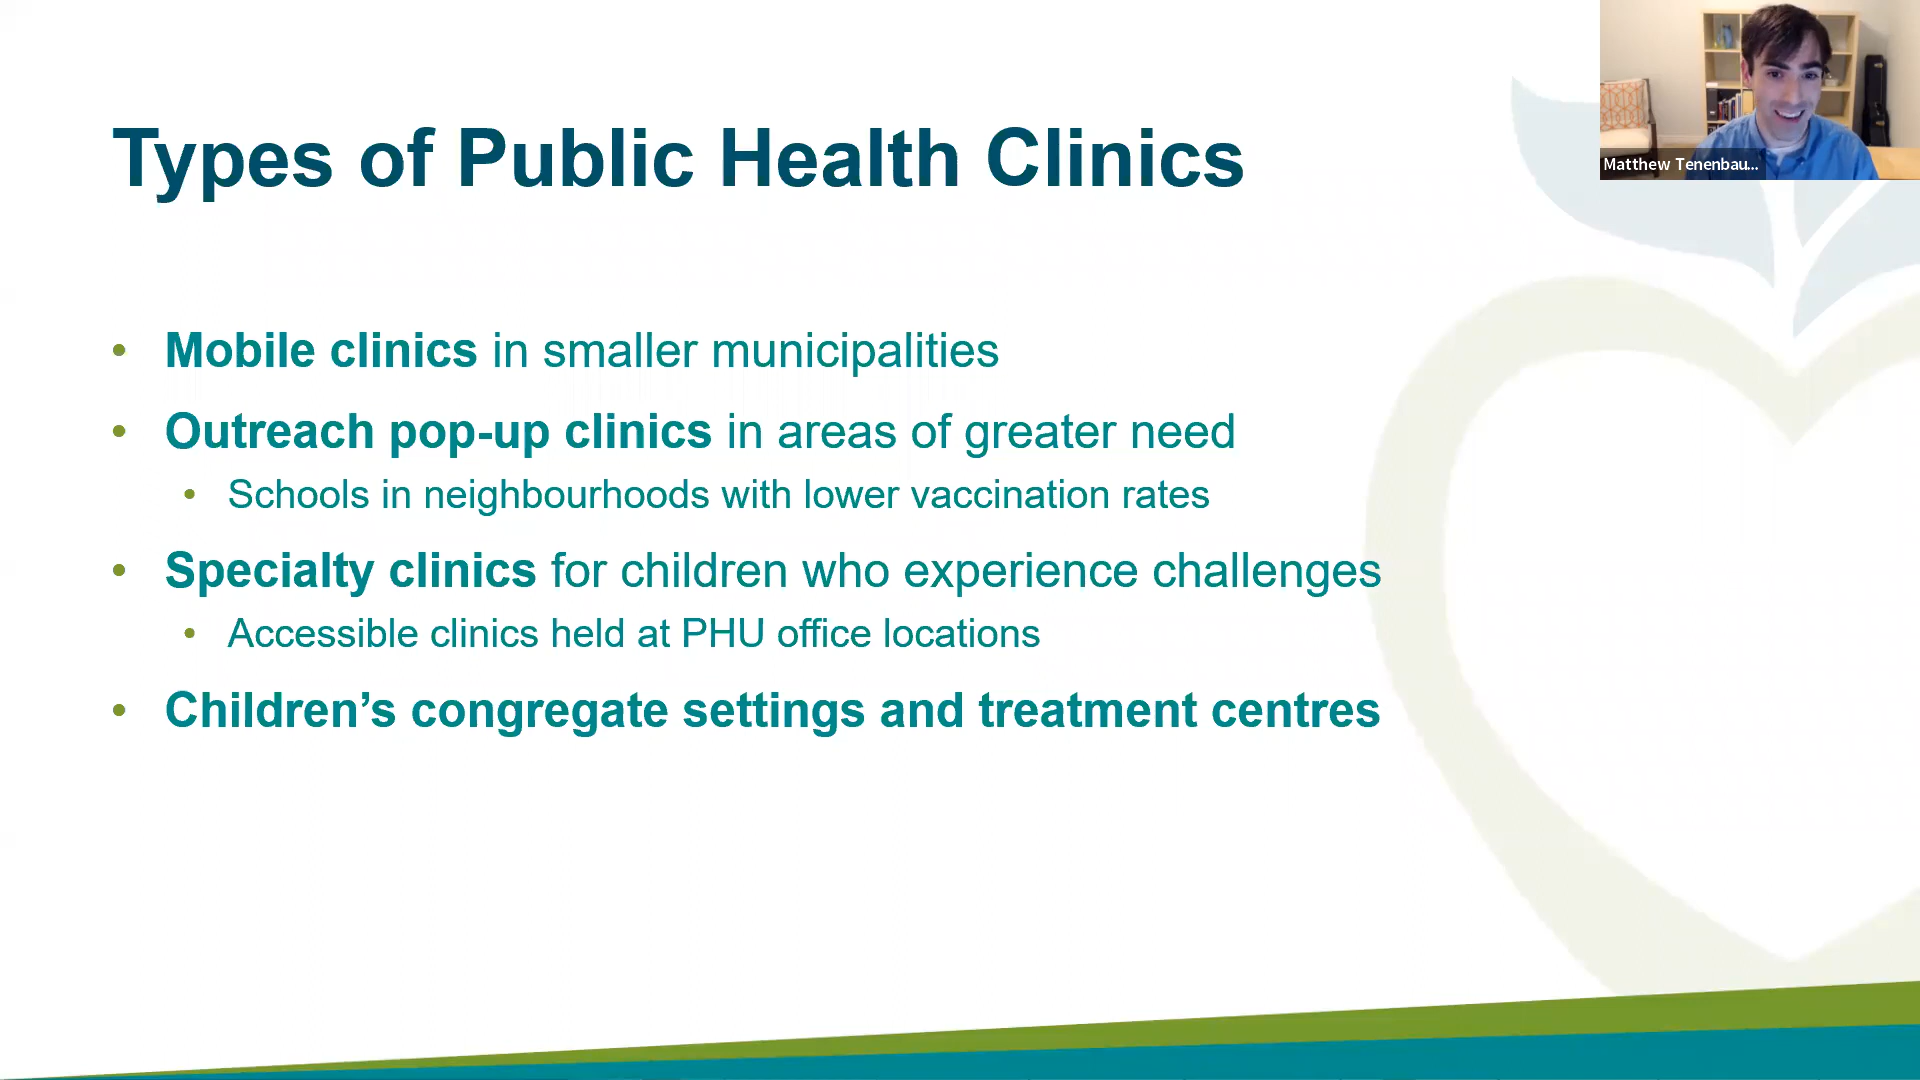 Types of Public Health Clinics
Matthew Tenenbau...
• Mobile clinics in smaller municipalities
• Outreach pop-up clinics in areas of greater need
• Schools in neighbourhoods with lower vaccination rates
• Specialty clinics for children who experience challenges
• Accessible clinics held at PHU office locations
• Children’s congregate settings and treatment centres